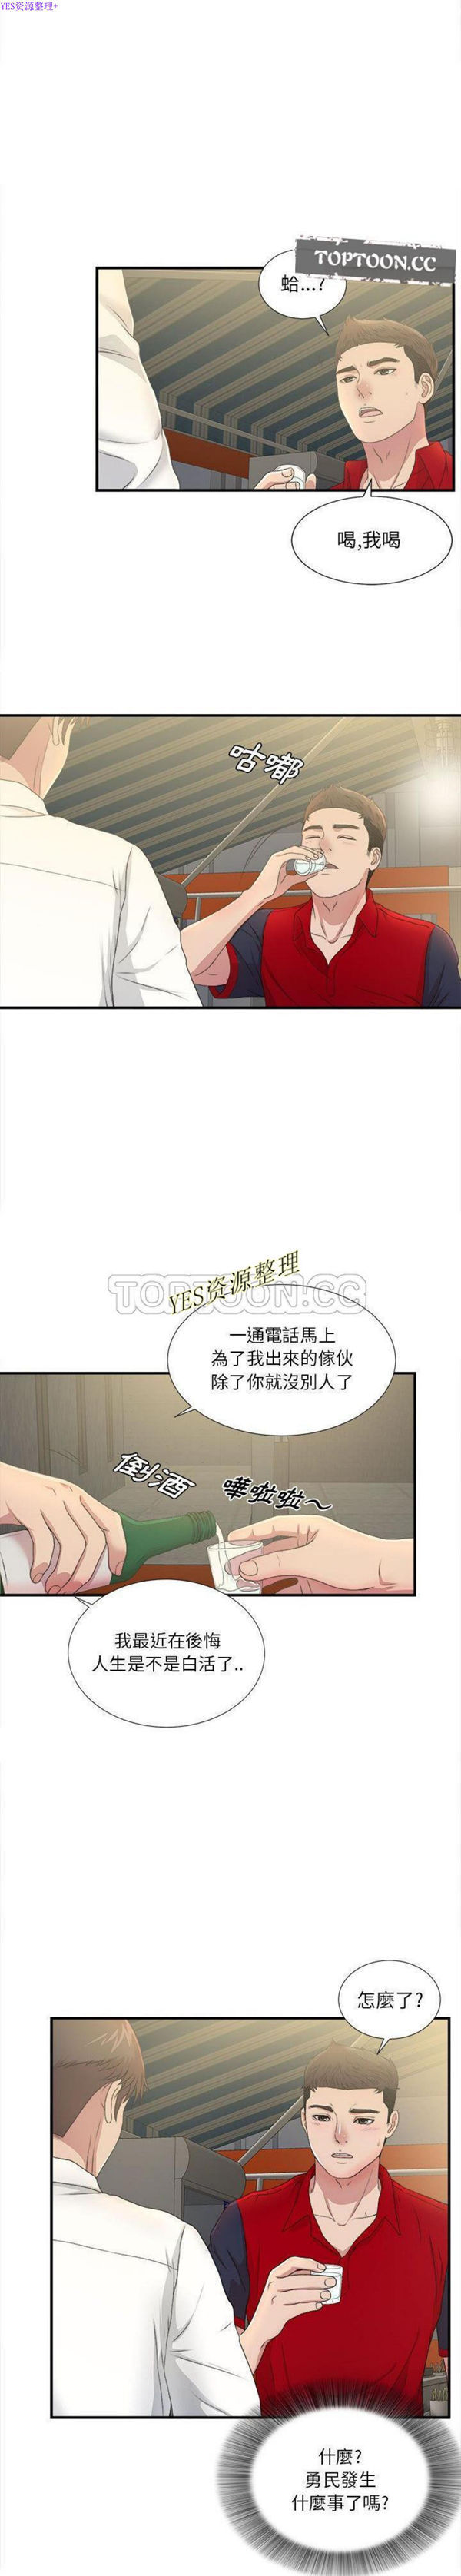 YES资源整理+
TOPTOON.CC
蛤...?
喝,我喝
咕嘟
TOPTOON.CC
YES资源整理
一通電話馬上
為了我出來的傢伙
除了你就沒別人了
倒酒
嘩啦啦~
我最近在後悔
人生是不是白活了..
怎麼了?
什麼?
勇民發生
什麼事了嗎?